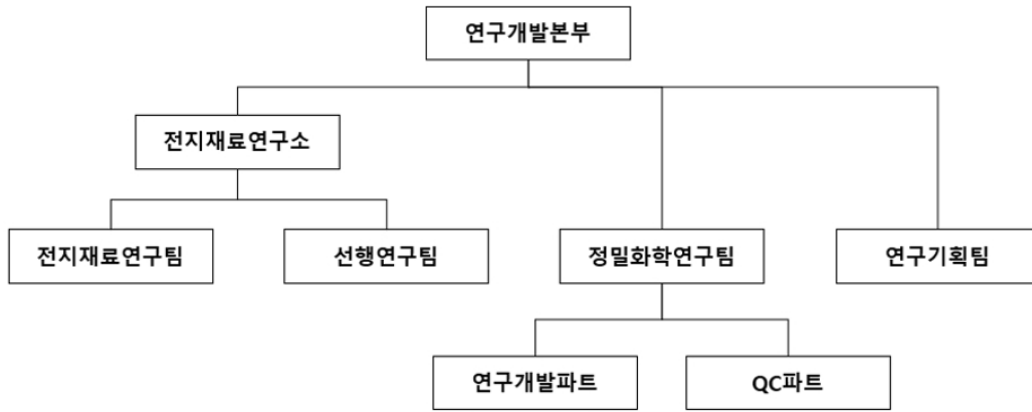 연구개발본부
전지재료연구소
전지재료연구팀
선행연구팀
정밀화학연구팀
연구기획팀
연구개발파트
QC파트